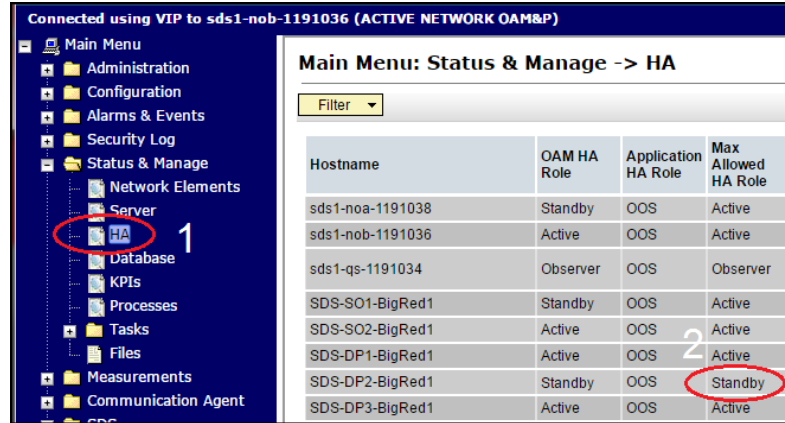 Connected using VIP to sds1-nob-1191036 (ACTIVE NETWORK OAM&P)
Main Menu
Administration
Configuration
Alarms & Events
Security Log
Status & Manage
Network Elements
Server
HA
1
Database
KPIs
Processes
Tasks
Files
Measurements
Communication Agent
SDS
Main Menu: Status & Manage -> HA
Filter
Hostname OAM HA Role Application HA Role Max Allowed HA Role
sds1-noa-1191038 Standby OOS Active
sds1-nob-1191036 Active OOS Active
sds1-qs-1191034 Observer OOS Observer
SDS-SO1-BigRed1 Standby OOS Active
SDS-SO2-BigRed1 Active OOS Active
SDS-DP1-BigRed1 Active OOS Active
2
SDS-DP2-BigRed1 Standby OOS Standby
SDS-DP3-BigRed1 Active OOS Active